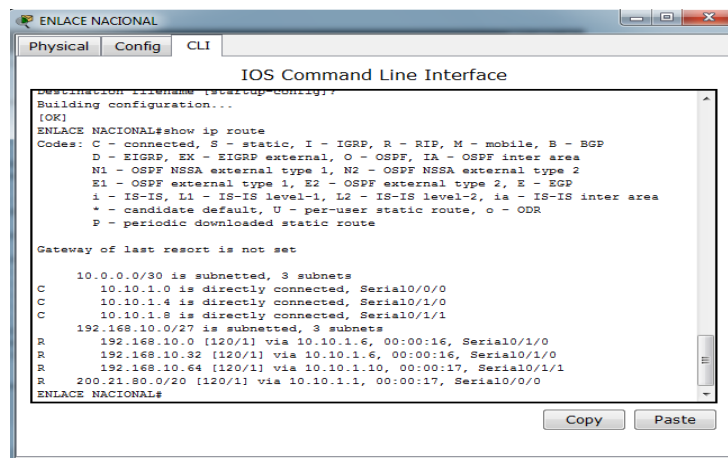 ENLACE NACIONAL
Physical Config CLI
IOS Command Line Interface
Destination filename [startup-config]?
Building configuration...
[OK]
ENLACE NACIONAL#show ip route
Codes: C - connected, S - static, I - IGRP, R - RIP, M - mobile, B - BGP
D - EIGRP, EX - EIGRP external, O - OSPF, IA - OSPF inter area
N1 - OSPF NSSA external type 1, N2 - OSPF NSSA external type 2
E1 - OSPF external type 1, E2 - OSPF external type 2, E - EGP
i - IS-IS, L1 - IS-IS level-1, L2 - IS-IS level-2, ia - IS-IS inter area
* - candidate default, U - per-user static route, o - ODR
P - periodic downloaded static route
Gateway of last resort is not set
10.0.0.0/30 is subnetted, 3 subnets
C 10.10.1.0 is directly connected, Serial0/0/0
C 10.10.1.4 is directly connected, Serial0/1/0
C 10.10.1.8 is directly connected, Serial0/1/1
192.168.10.0/27 is subnetted, 3 subnets
R 192.168.10.0 [120/1] via 10.10.1.6, 00:00:16, Serial0/1/0
R 192.168.10.32 [120/1] via 10.10.1.6, 00:00:16, Serial0/1/0
R 192.168.10.64 [120/1] via 10.10.1.10, 00:00:17, Serial0/1/1
R 200.21.80.0/20 [120/1] via 10.10.1.1, 00:00:17, Serial0/0/0
ENLACE NACIONAL#
Copy Paste